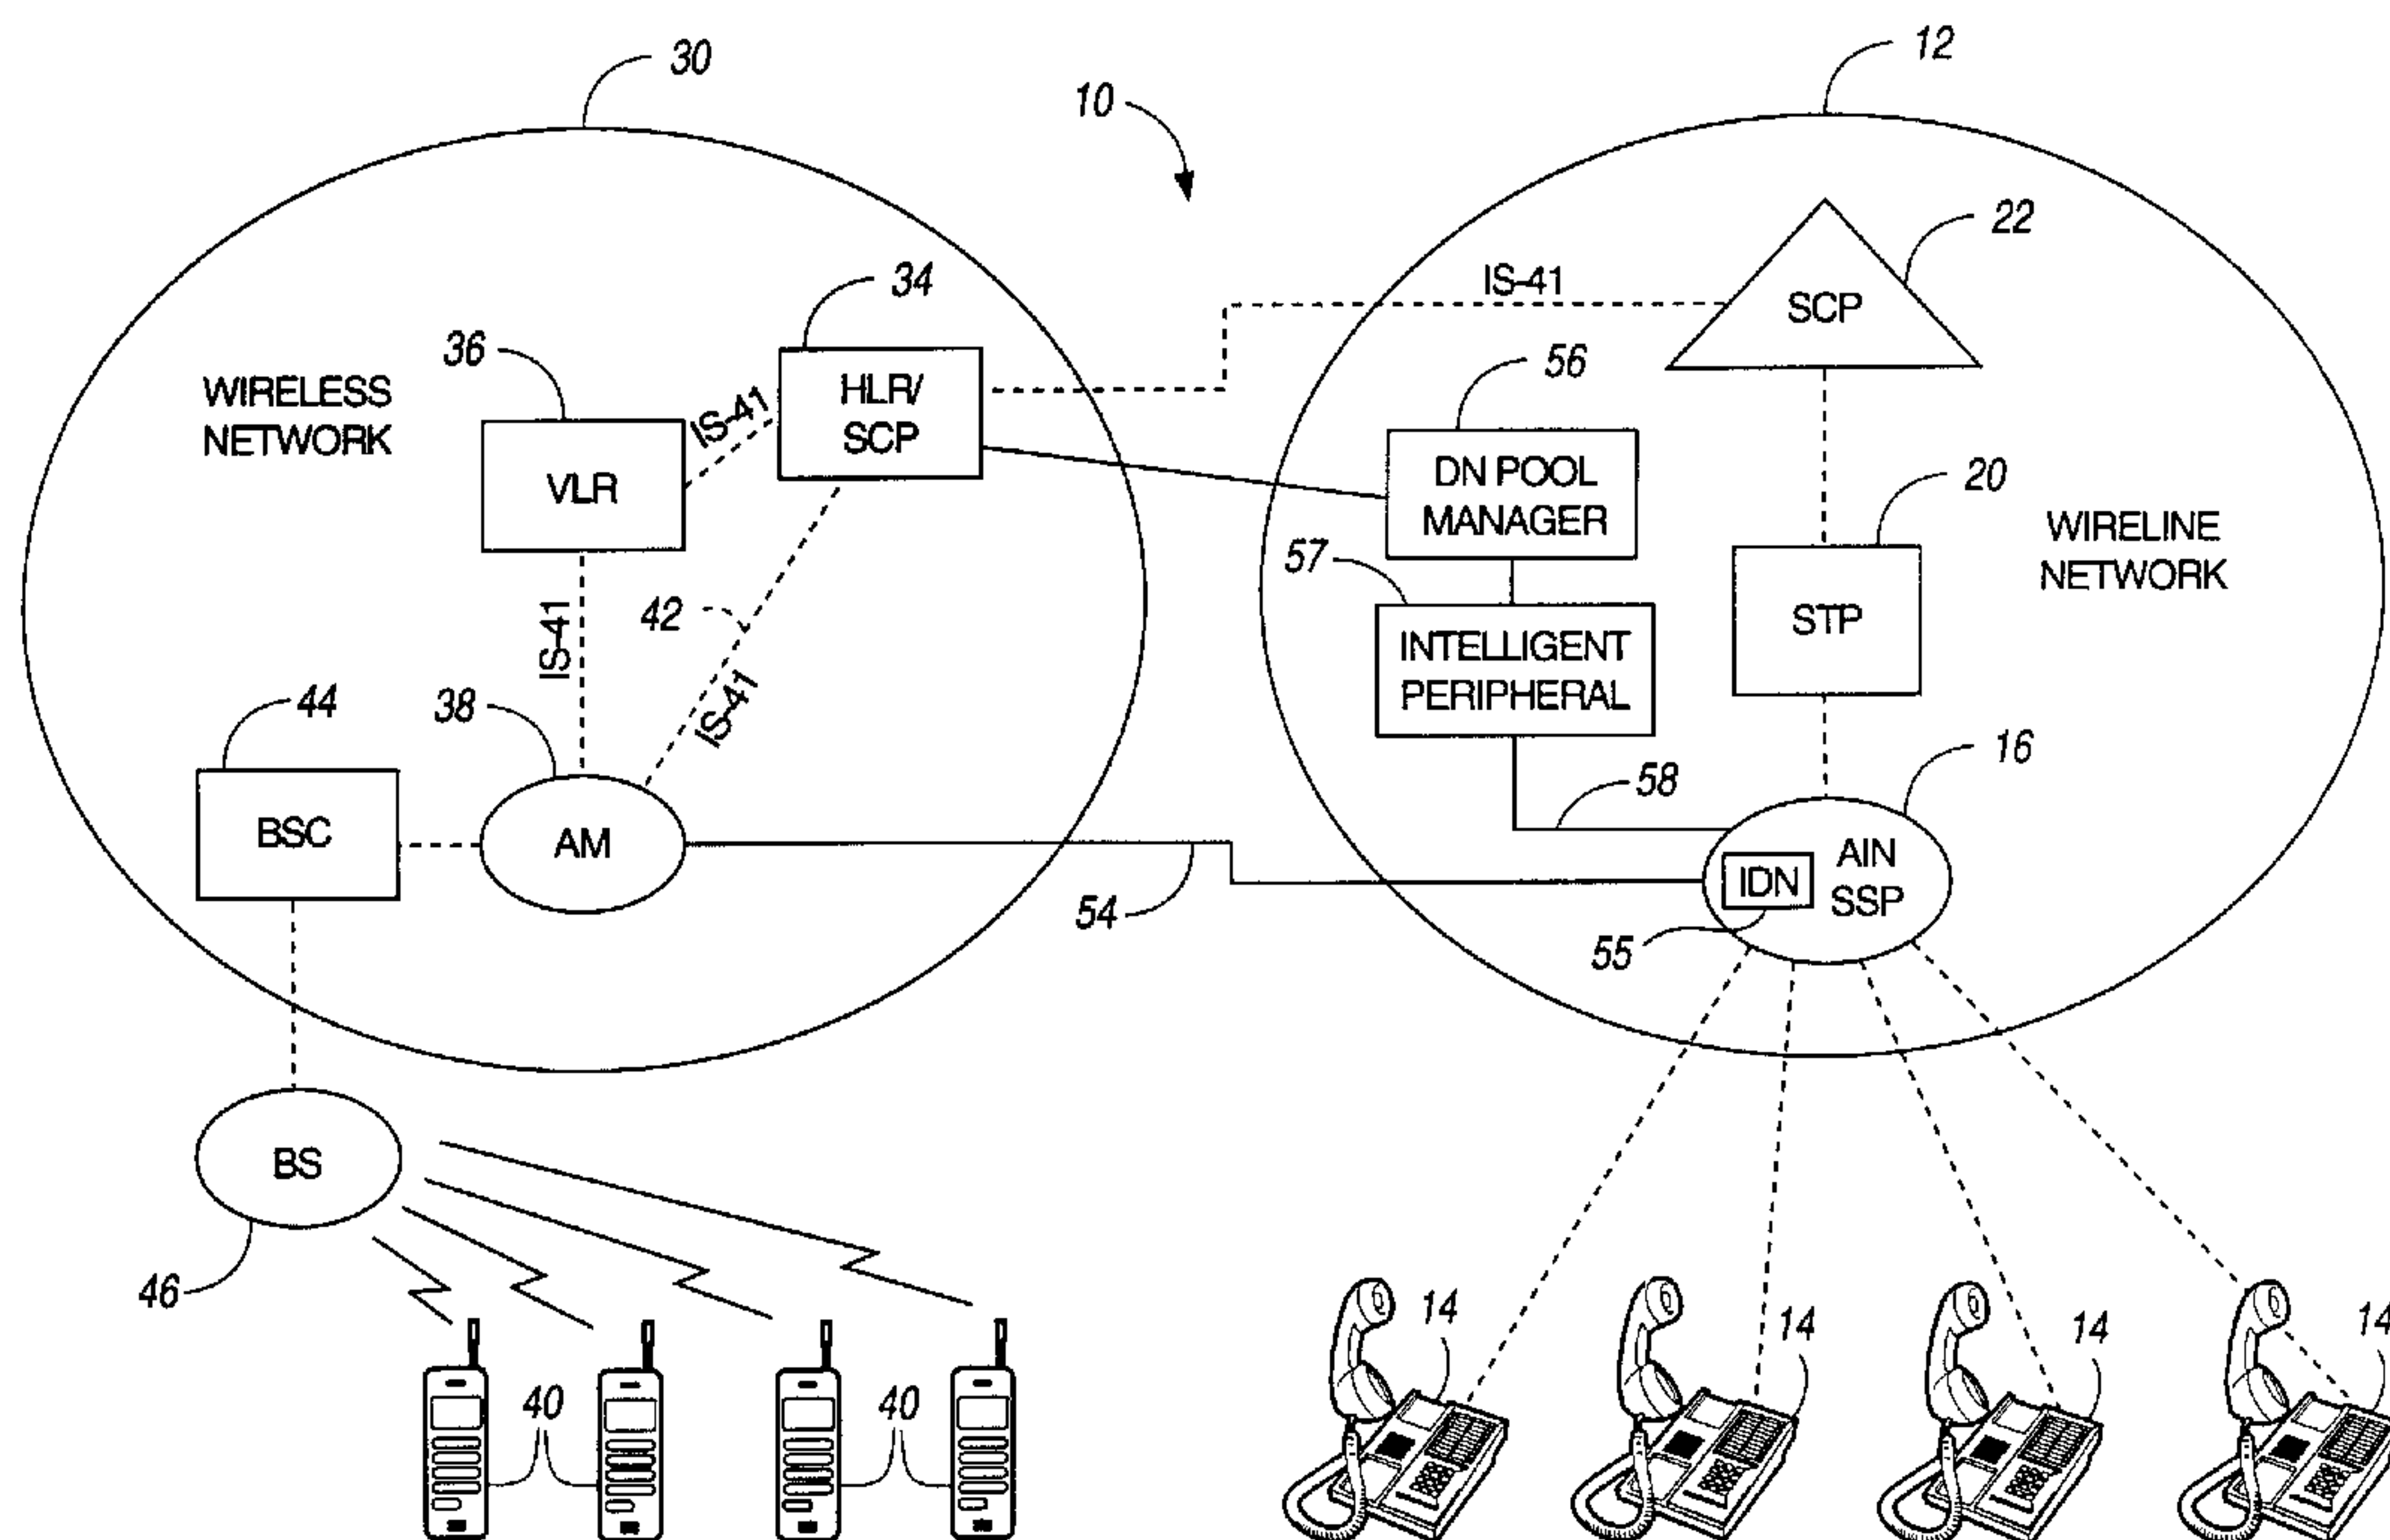 30
12
10
22
34
IS-41
SCP
36
56
WIRELESS
NETWORK
IS-41
HLR/
SCP
VLR
DN POOL
MANAGER
20
WIRELINE
NETWORK
57
42
IS-41
STP
INTELLIGENT
PERIPHERAL
IS-41
44
38
16
58
BSC
AM
AIN
SSP
IDN
54
55
BS
46
14
14
14
14
40
40